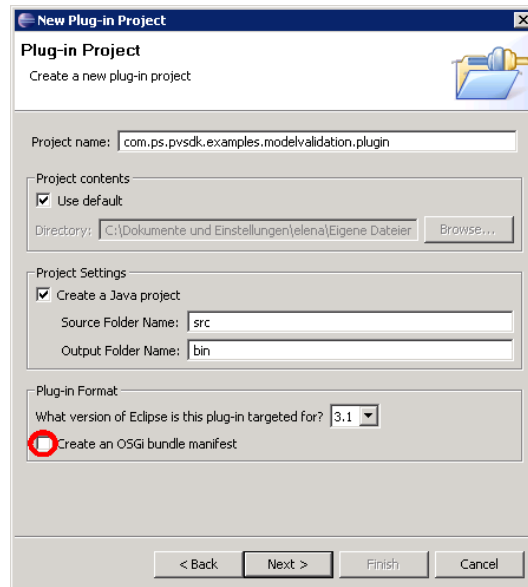 New Plug-in Project
Plug-in Project
Create a new plug-in project
Project name: com.ps.pvsdk.examples.modelvalidation.plugin
Project contents
Use default
Directory: C:\Dokumente und Einstellungen\elena\Eigene Dateier Browse...
Project Settings
Create a Java project
Source Folder Name: src
Output Folder Name: bin
Plug-in Format
What version of Eclipse is this plug-in targeted for? 3.1
Create an OSGi bundle manifest
< Back Next > Finish Cancel